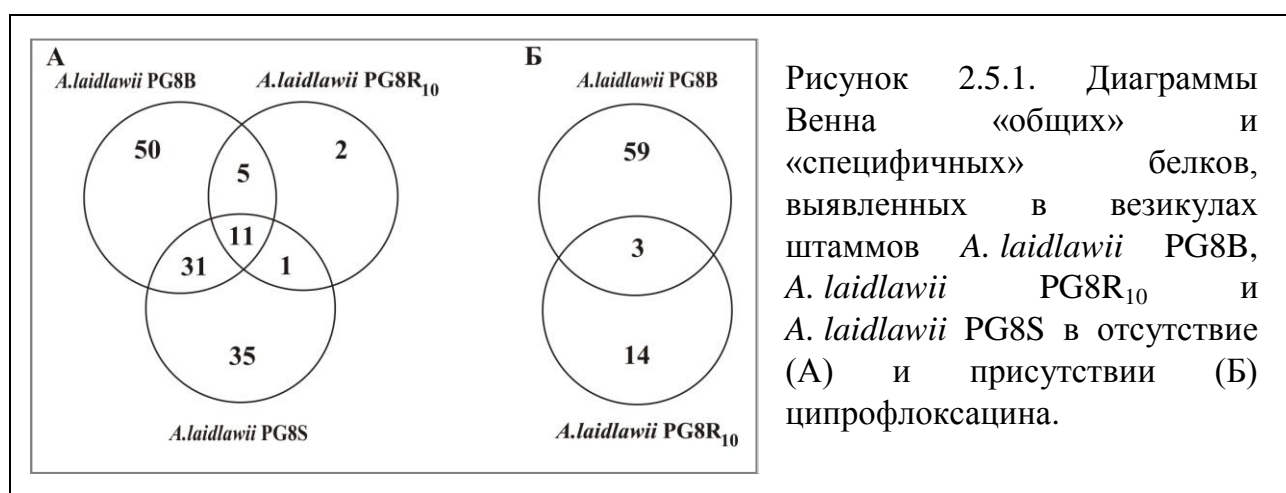 А
Б
A.laidlawii PG8B
A.laidlawii PG8R10
A.laidlawii PG8B
50
5
2
59
11
31
1
3
35
14
A.laidlawii PG8S
A.laidlawii PG8R10
Рисунок 2.5.1. Диаграммы
Венна «общих» и
«специфичных» белков,
выявленных в везикулах
штаммов A. laidlawii PG8B,
A. laidlawii PG8R10 и
A. laidlawii PG8S в отсутствие
(А) и присутствии (Б)
ципрофлоксацина.